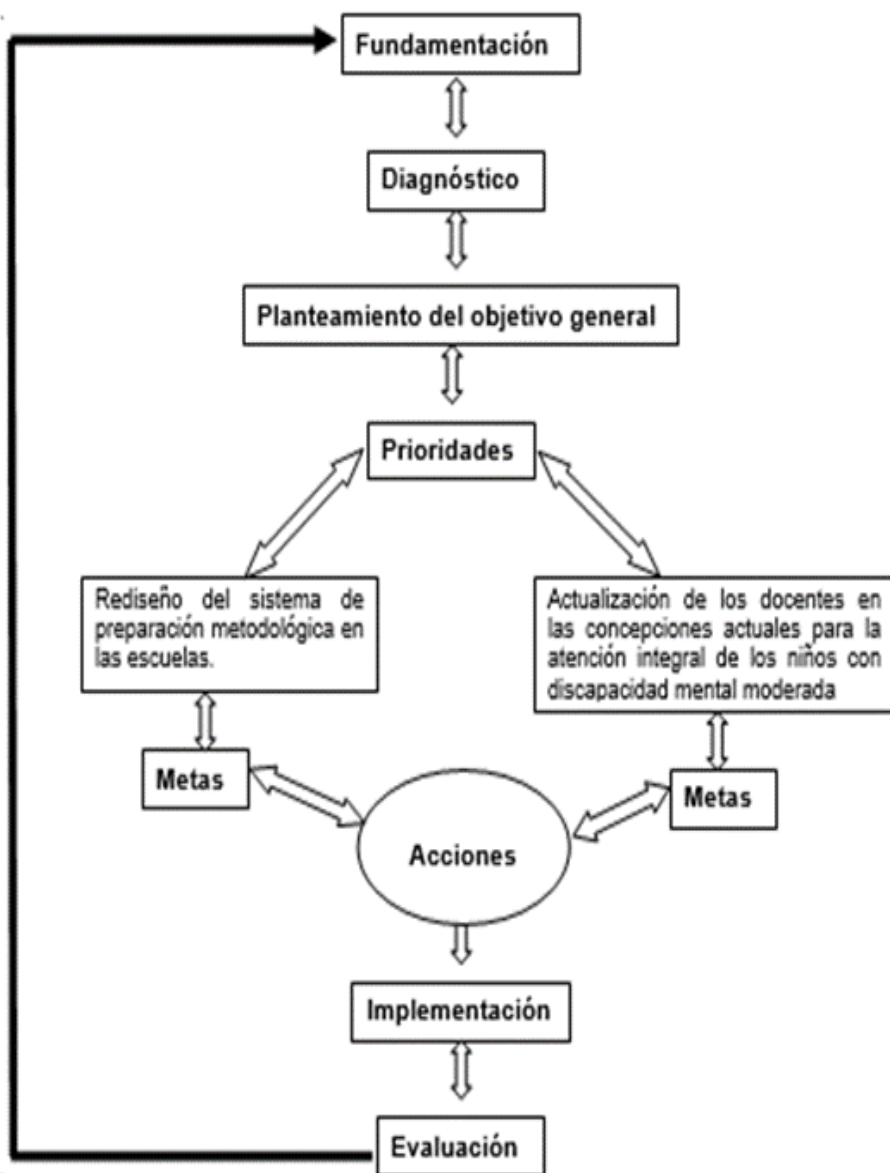 Fundamentación
Diagnóstico
Planteamiento del objetivo general
Prioridades
Rediseño del sistema de
preparación metodológica en
las escuelas.
Actualización de los docentes en
las concepciones actuales para la
atención integral de los niños con
discapacidad mental moderada
Metas
Metas
Acciones
Implementación
Evaluación